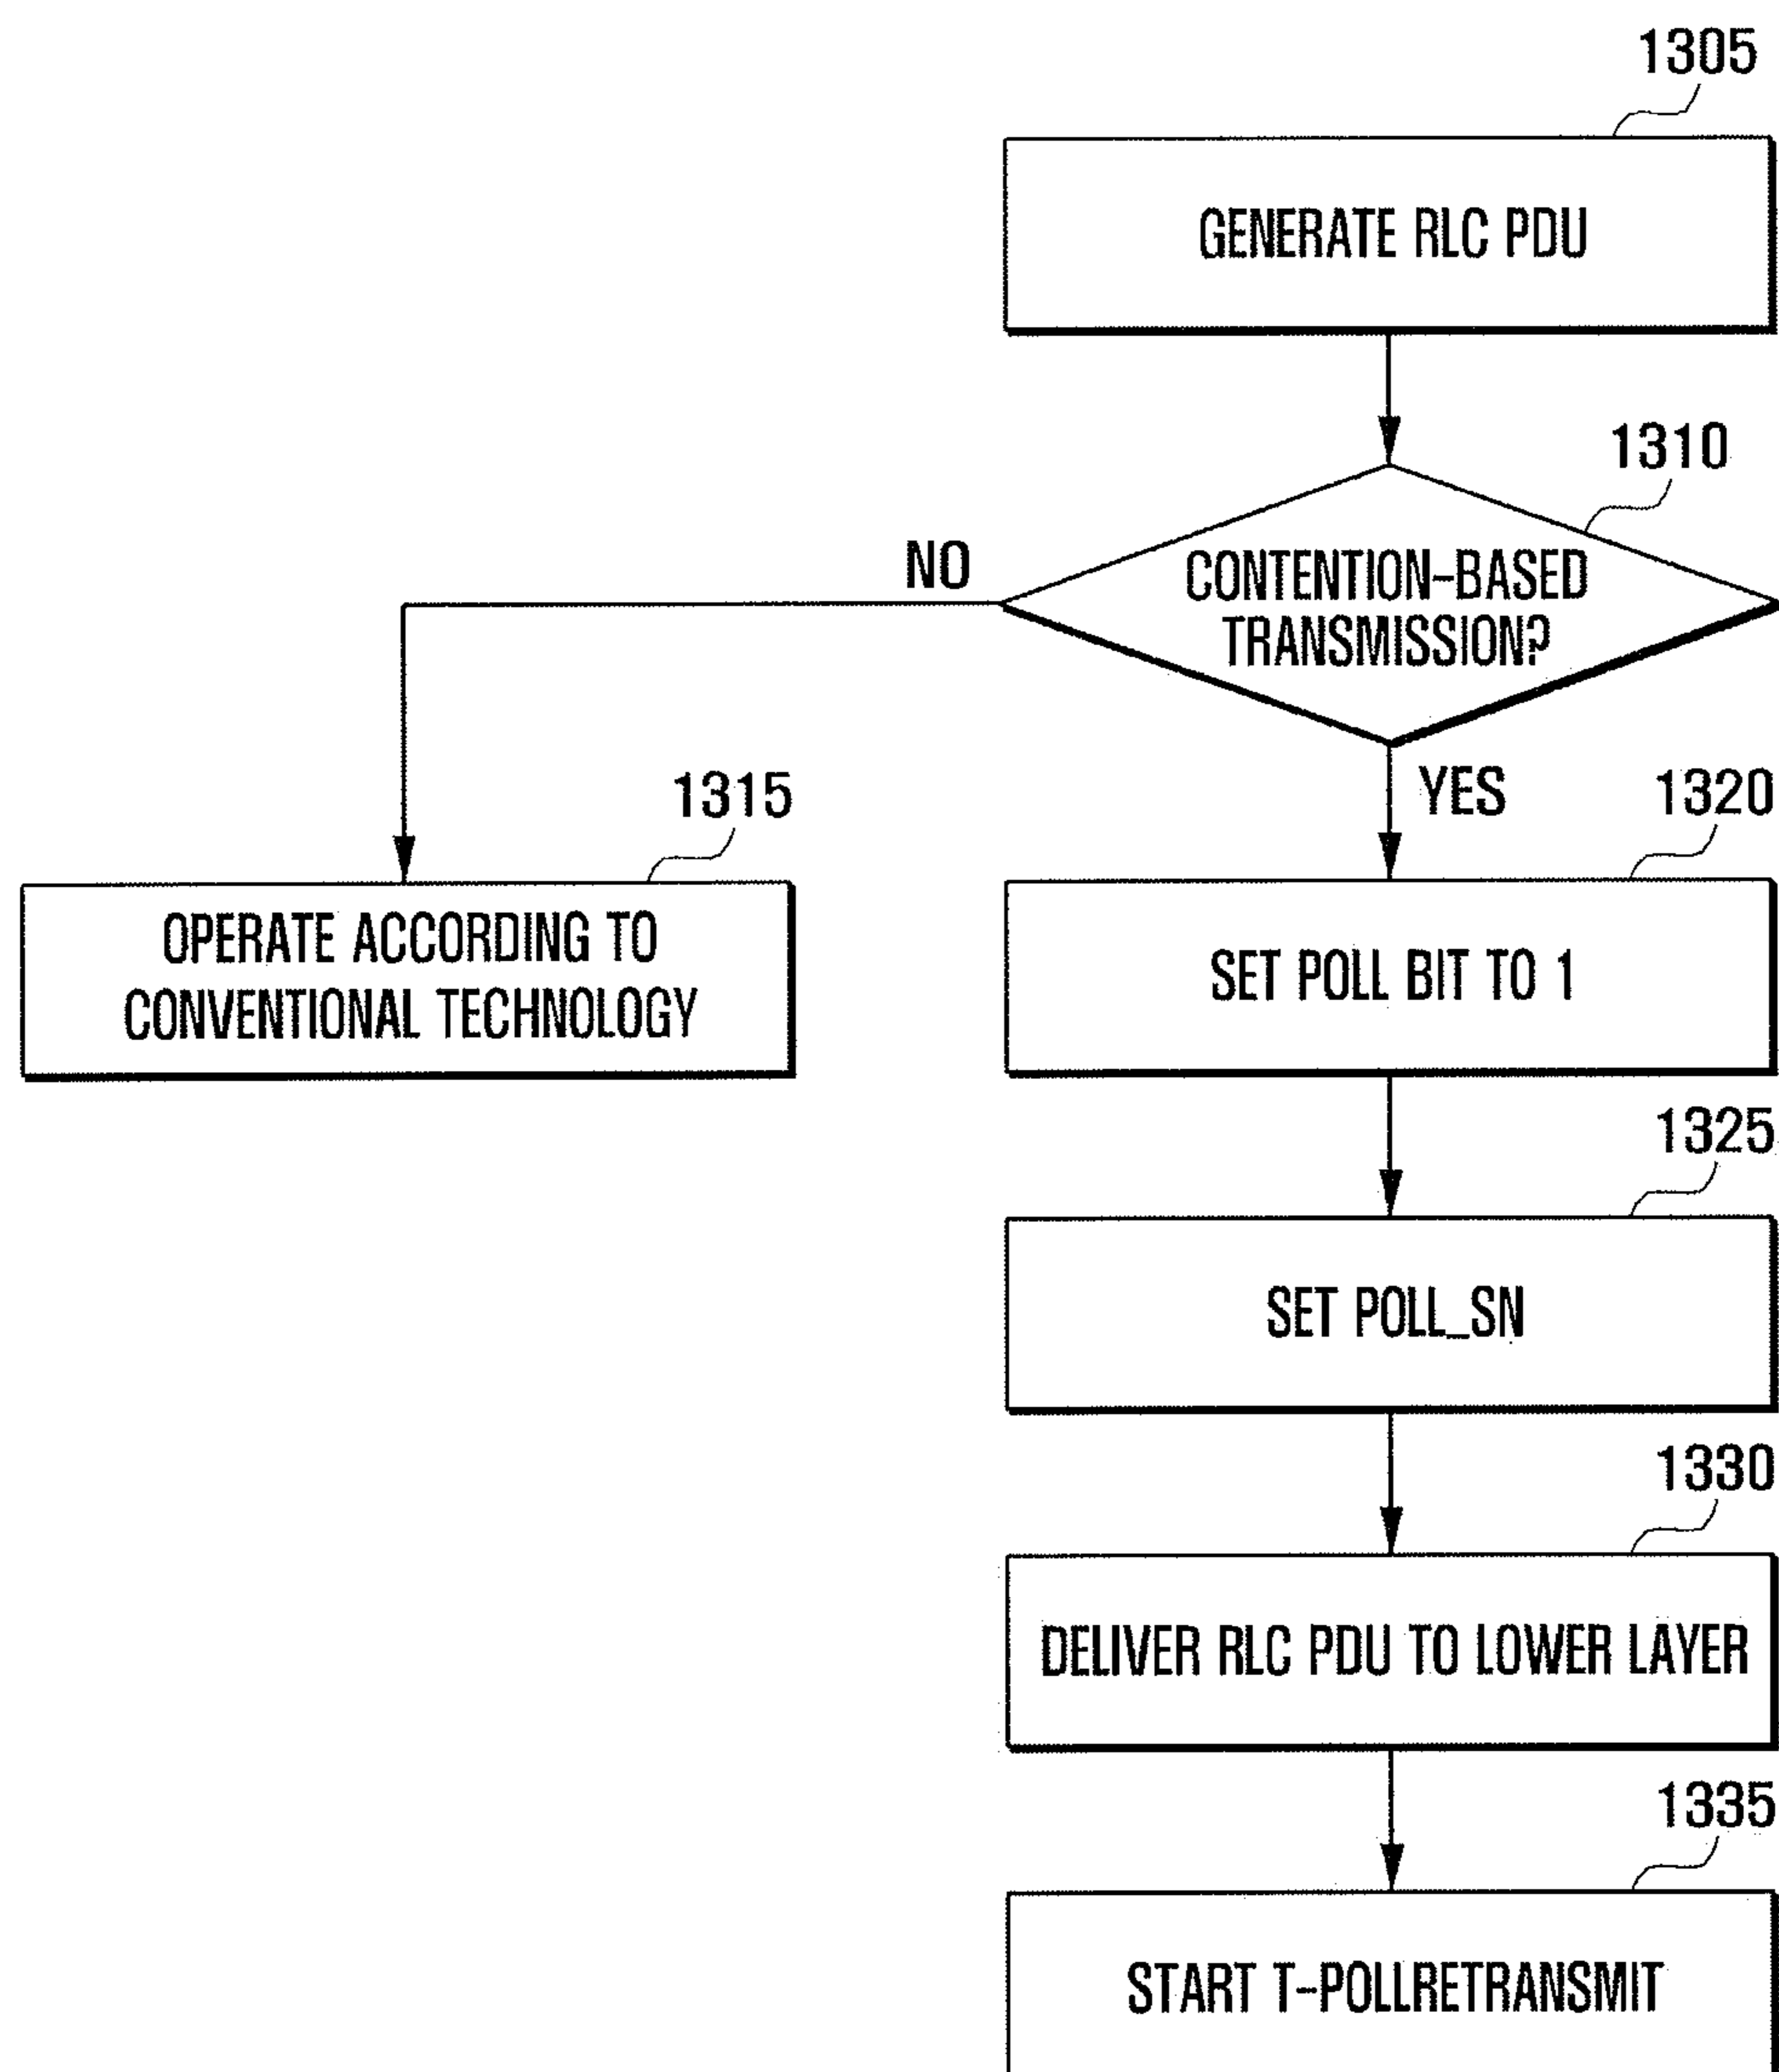 1305
GENERATE RLC PDU
1310
CONTENTION-BASED
TRANSMISSION?
NO
YES
1315
OPERATE ACCORDING TO
CONVENTIONAL TECHNOLOGY
1320
SET POLL BIT TO 1
1325
SET POLL_SN
1330
DELIVER RLC PDU TO LOWER LAYER
1335
START T-POLLRETRANSMIT